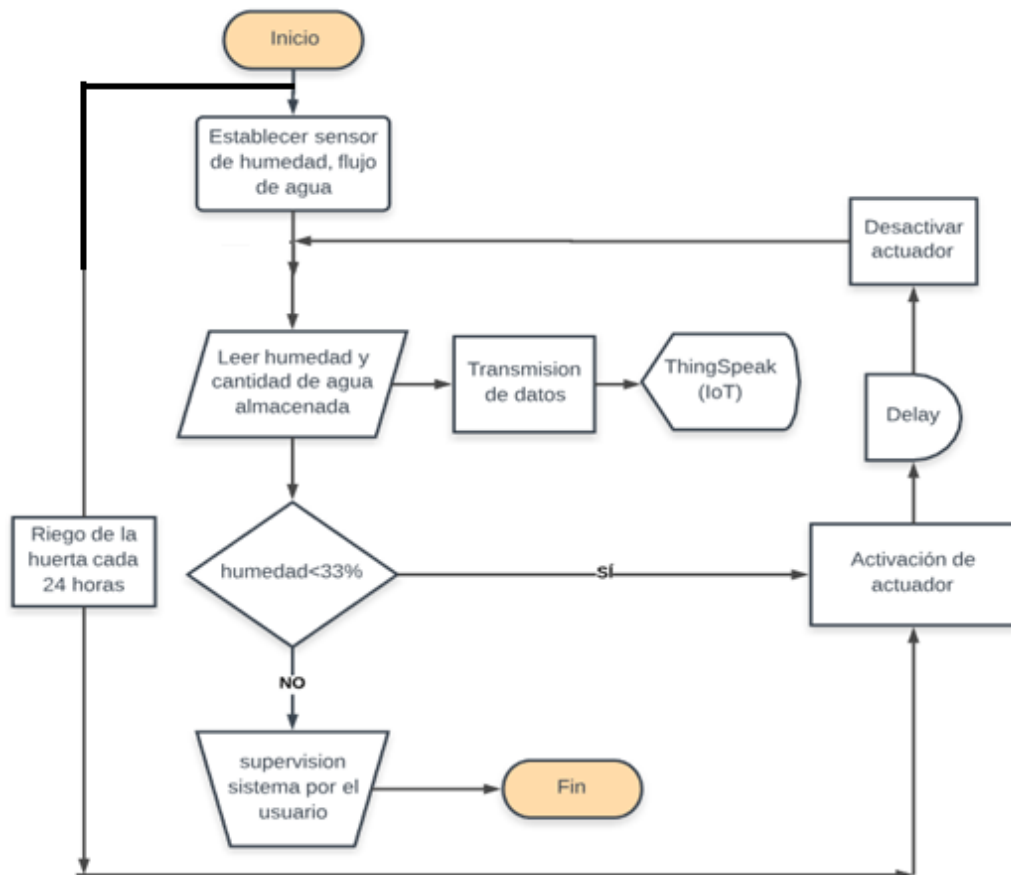 Inicio
Establecer sensor
de humedad, flujo
de agua
Desactivar
actuador
Leer humedad y
cantidad de agua
almacenada
Transmision
de datos
ThingSpeak
(IoT)
Delay
Riego de la
huerta cada
24 horas
humedad<33%
SÍ
Activación de
actuador
NO
supervision
sistema por el
usuario
Fin